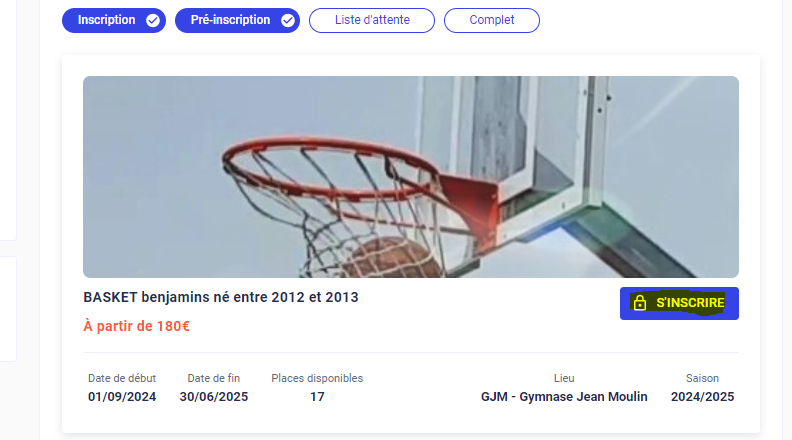 Inscription
Pré-inscription
Liste d'attente
Complet
BASKET benjamins né entre 2012 et 2013
S'INSCRIRE
À partir de 180€
Date de début
Date de fin
Places disponibles
Lieu
Saison
01/09/2024
30/06/2025
17
GJM - Gymnase Jean Moulin
2024/2025